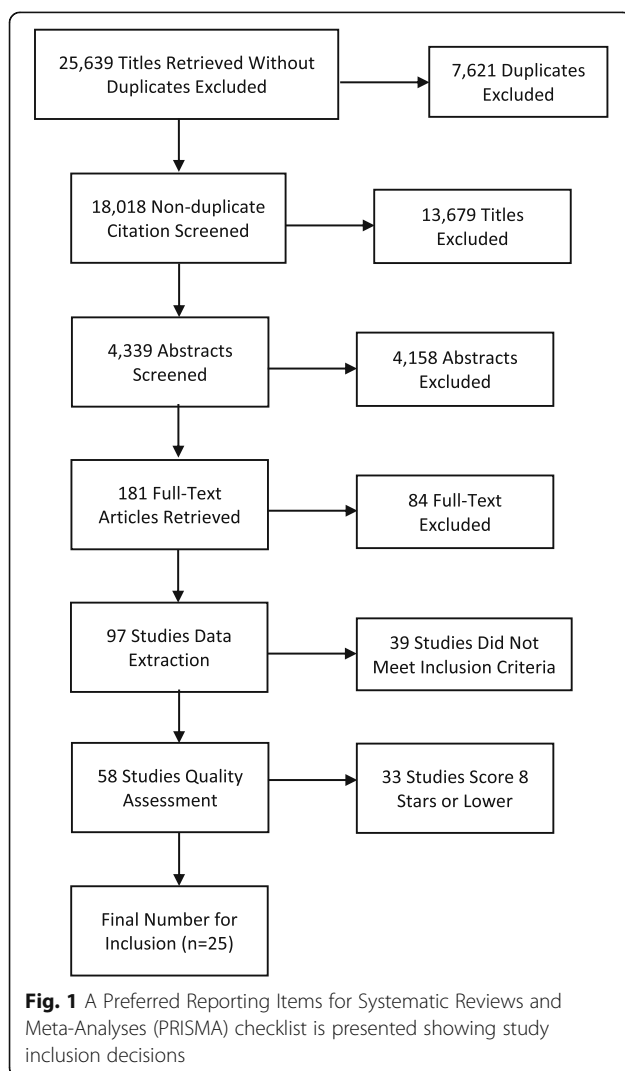 25,639 Titles Retrieved Without
Duplicates Excluded
7,621 Duplicates
Excluded
18,018 Non-duplicate
Citation Screened
13,679 Titles
Excluded
4,339 Abstracts
Screened
4,158 Abstracts
Excluded
181 Full-Text
Articles Retrieved
84 Full-Text
Excluded
97 Studies Data
Extraction
39 Studies Did Not
Meet Inclusion Criteria
58 Studies Quality
Assessment
33 Studies Score 8
Stars or Lower
Final Number for
Inclusion (n=25)
Fig. 1 A Preferred Reporting Items for Systematic Reviews and
Meta-Analyses (PRISMA) checklist is presented showing study
inclusion decisions